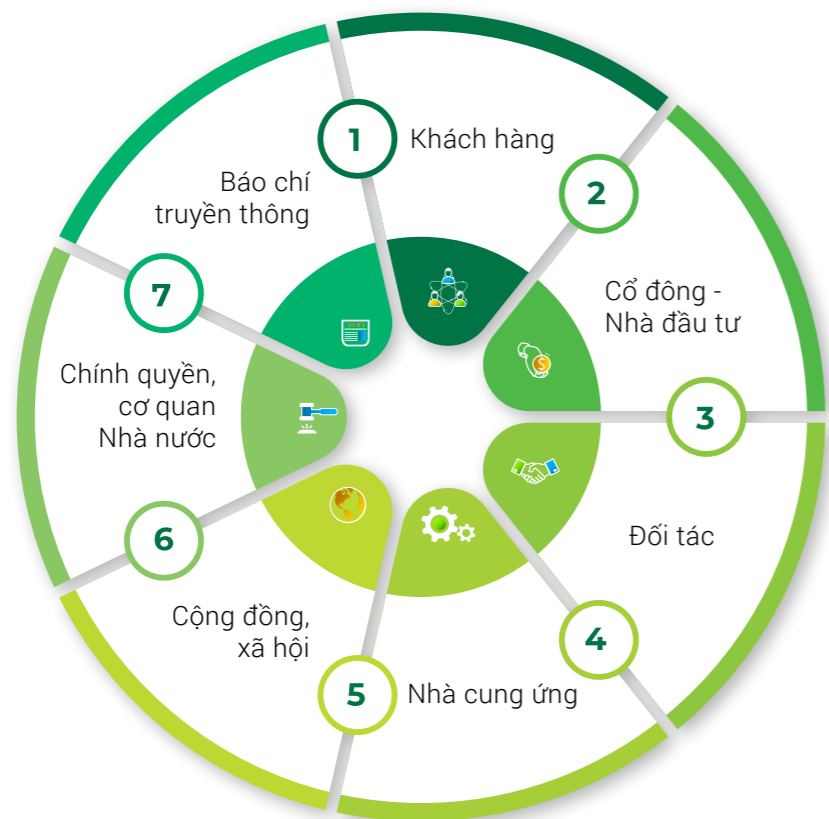 1
Khách hàng
2
Cổ đông -
Nhà đầu tư
3
Đối tác
4
Nhà cung ứng
5
Cộng đồng,
xã hội
6
Chính quyền,
cơ quan
Nhà nước
7
Báo chí
truyền thông